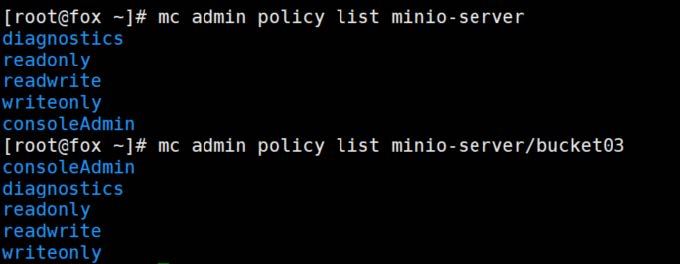 [root@fox ~]# mc admin policy list minio-server
diagnostics
readonly
readwrite
writeonly
consoleAdmin
[root@fox ~]# mc admin policy list minio-server/bucket03
consoleAdmin
diagnostics
readonly
readwrite
writeonly